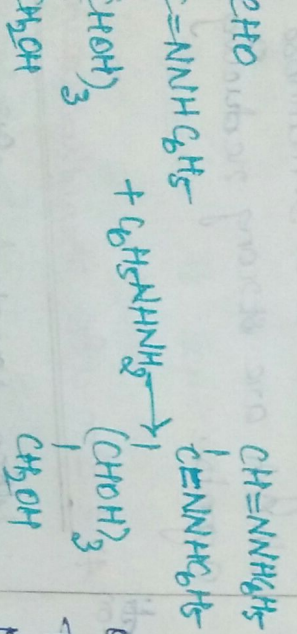 CHO
C=NNHC6H5
(CHOH)3
CH2OH
+ C6H5NHNH2 →
CH=NNHC6H5
C=NNHC6H5
(CHOH)3
CH2OH